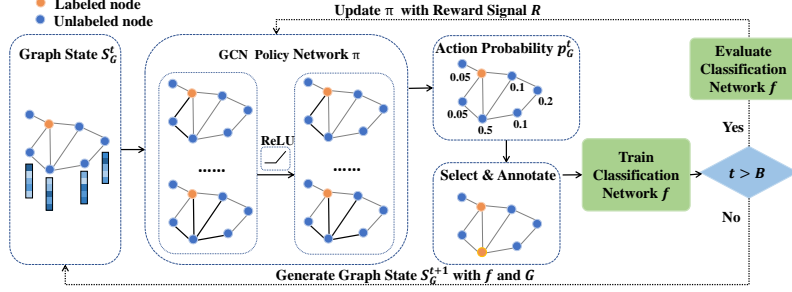 Labeled node
Unlabeled node
Update π with Reward Signal R
Graph State S_G^t
GCN Policy Network π
Action Probability p_G^t
Evaluate
Classification
Network f
0.05
0.1
0.2
0.05
0.5
0.1
ReLU
......
......
Select & Annotate
Train
Classification
Network f
Yes
t > B
No
Generate Graph State S_G^{t+1} with f and G